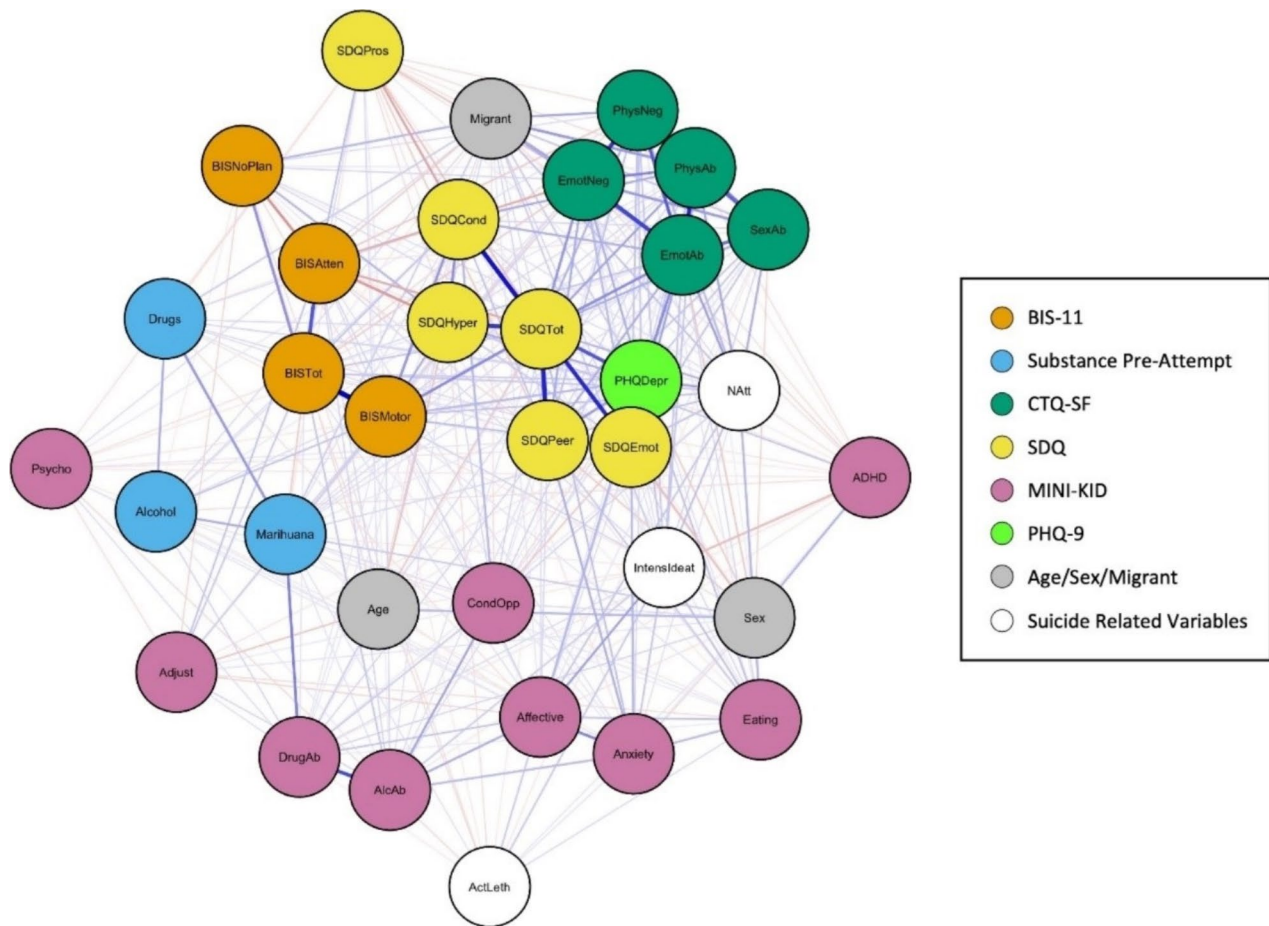 SDQPros
Migrant
PhysNeg
BISNoPlan
EmotNeg
PhysAb
SDQCond
SexAb
BISAtten
EmotAb
Drugs
SDQHyper
SDQTot
BISTot
PHQDepr
NAtt
BISMotor
SDQPeer
SDQEmot
Psycho
ADHD
Alcohol
Marihuana
IntensIdeat
Age
CondOpp
Sex
Adjust
Affective
Eating
DrugAb
Anxiety
AlcAb
ActLeth
BIS-11
Substance Pre-Attempt
CTQ-SF
SDQ
MINI-KID
PHQ-9
Age/Sex/Migrant
Suicide Related Variables